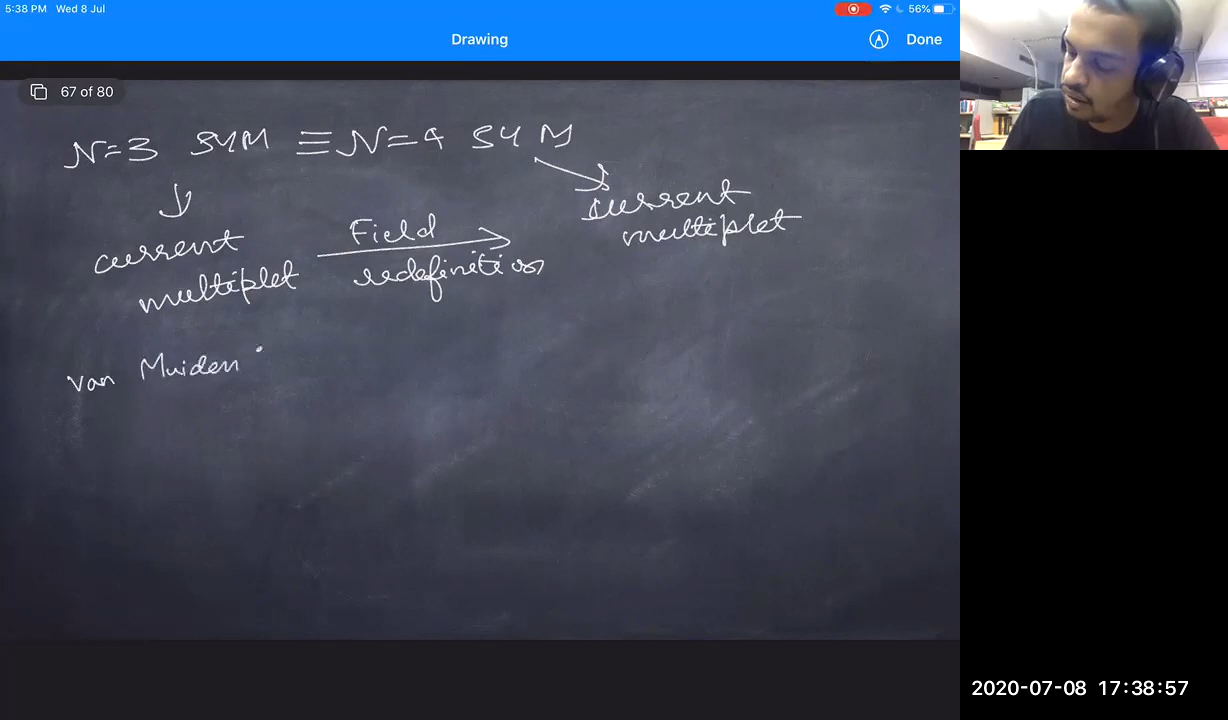 5:38 PM Wed 8 Jul
56%
Drawing
Done
67 of 80
N=3 SYM ≡ N=4 SYM
current
multiplet
Field
redefinition
current
multiplet
van Muiden
2020-07-08 17:38:57